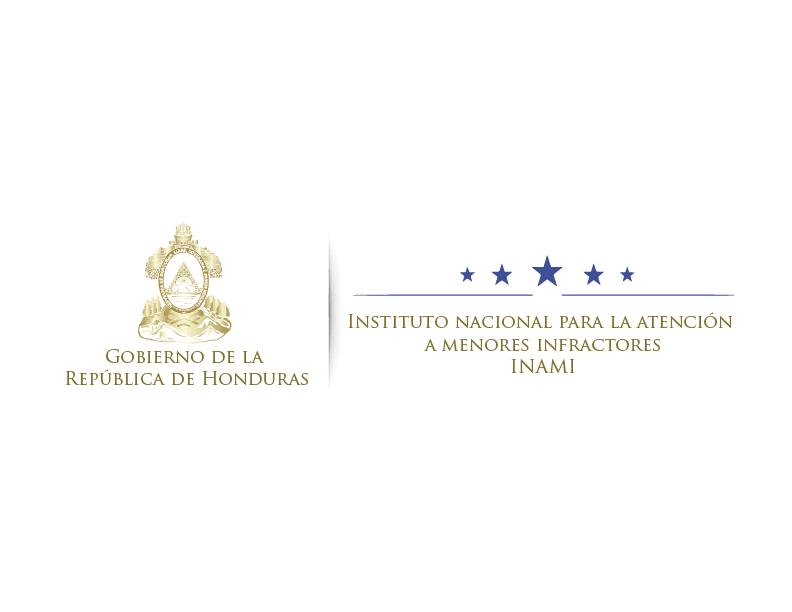 Gobierno de la
República de Honduras
Instituto nacional para la atención
a menores infractores
INAMI